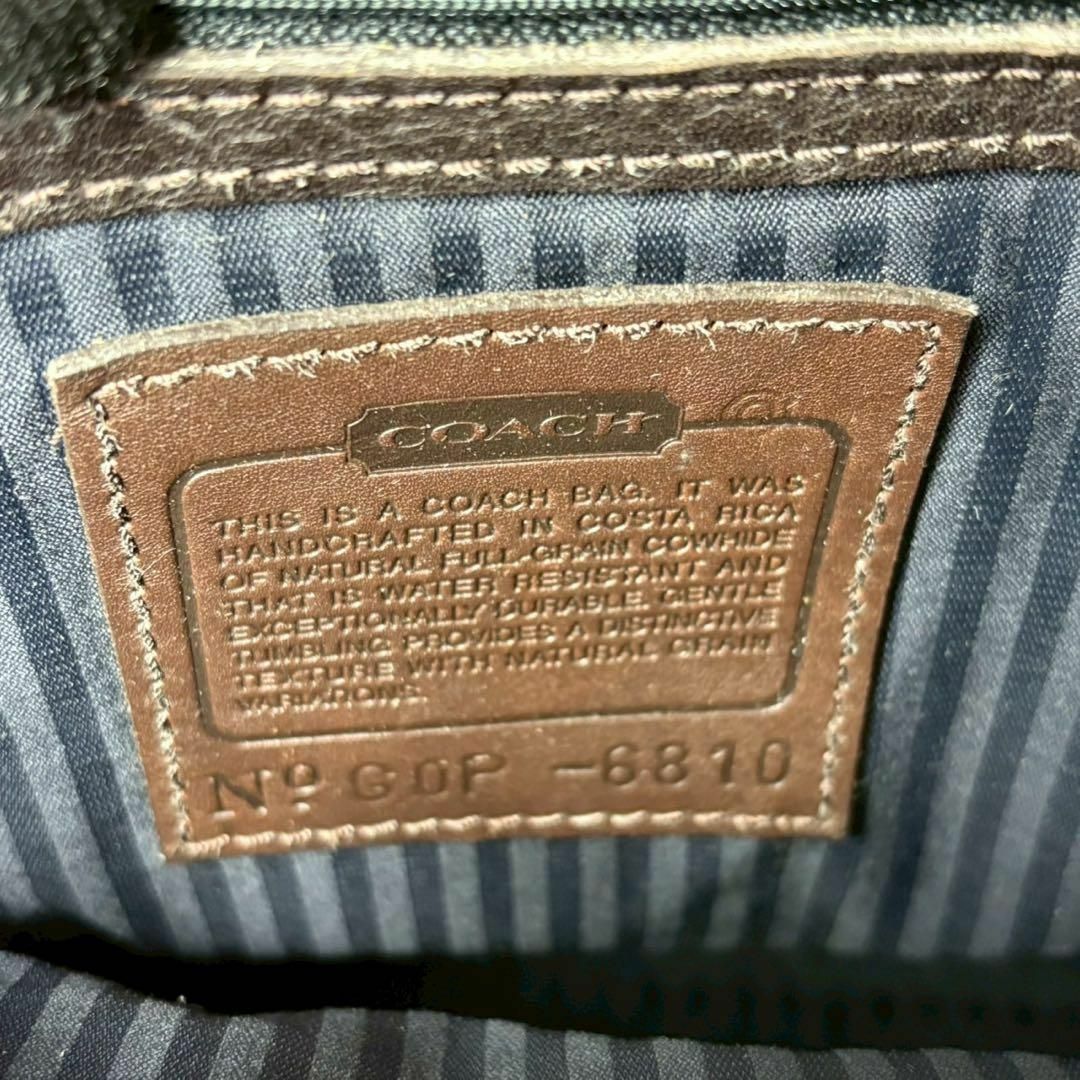 COACH
THIS IS A COACH BAG. IT WAS
HANDCRAFTED IN COSTA RICA
OF NATURAL FULL-GRAIN COWHIDE
THAT IS WATER RESISTANT AND
EXCEPTIONALLY DURABLE. GENTLE
TUMBLING PROVIDES A DISTINCTIVE
TEXTURE WITH NATURAL GRAIN
VARIATIONS.
Nº G0P -6810